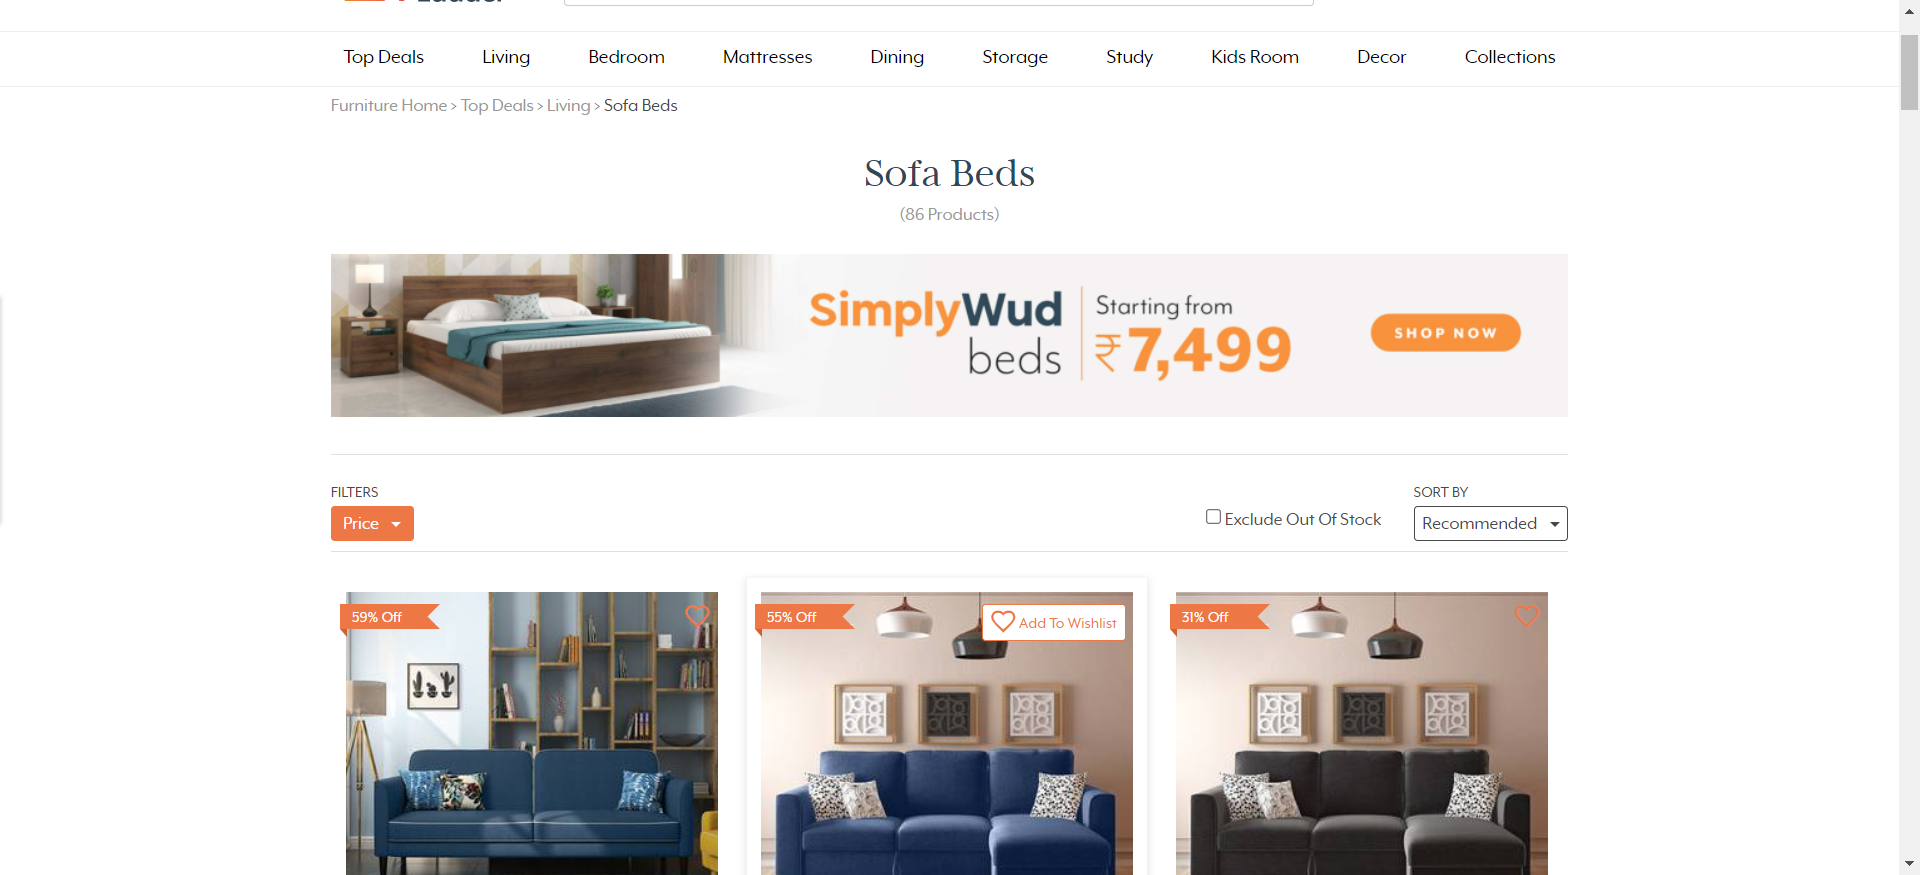 Top Deals Living Bedroom Mattresses Dining Storage Study Kids Room Decor Collections
Furniture Home > Top Deals > Living > Sofa Beds
Sofa Beds
(86 Products)
SimplyWud
beds
Starting from
₹7,499
SHOP NOW
FILTERS
Price
Exclude Out Of Stock
SORT BY
Recommended
59% Off
55% Off
Add To Wishlist
31% Off